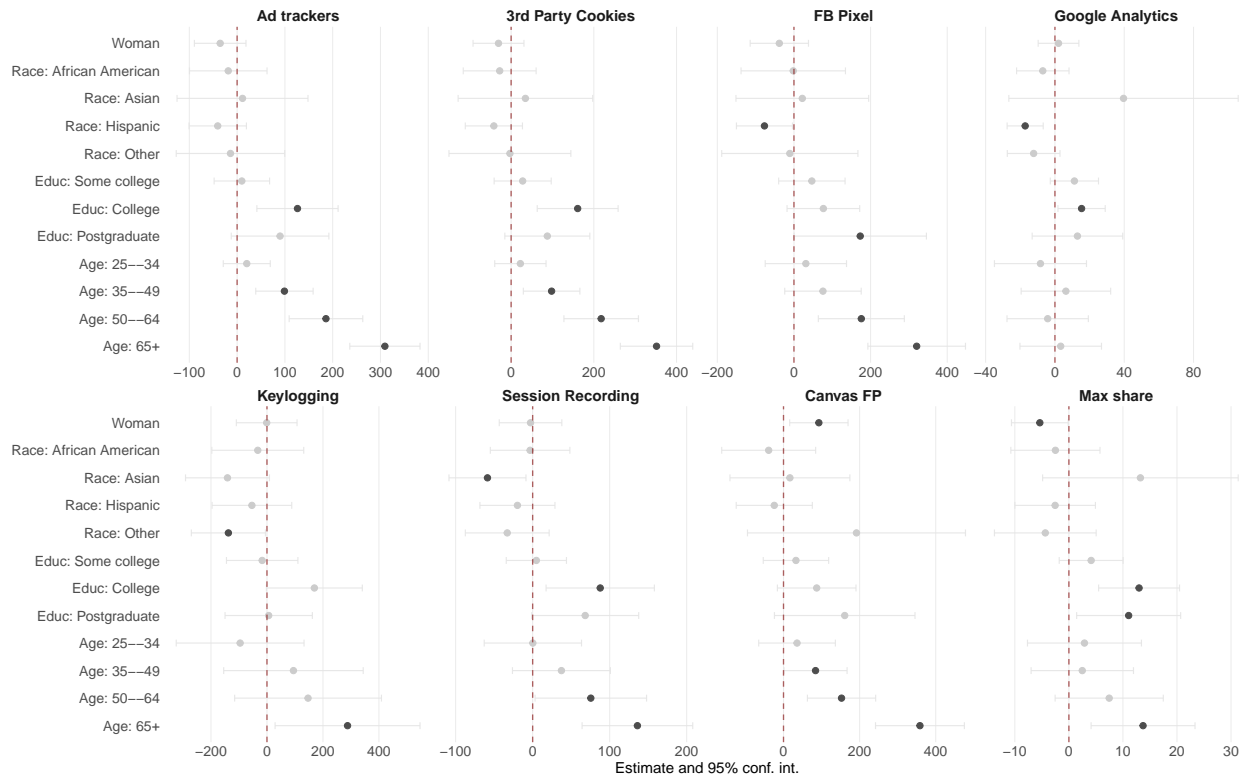 Ad trackers 3rd Party Cookies FB Pixel Google Analytics
Woman
Race: African American
Race: Asian
Race: Hispanic
Race: Other
Educ: Some college
Educ: College
Educ: Postgraduate
Age: 25−−34
Age: 35−−49
Age: 50−−64
Age: 65+
−100 0 100 200 300 400 0 200 400 −200 0 200 400 −40 0 40 80
Keylogging Session Recording Canvas FP Max share
Woman
Race: African American
Race: Asian
Race: Hispanic
Race: Other
Educ: Some college
Educ: College
Educ: Postgraduate
Age: 25−−34
Age: 35−−49
Age: 50−−64
Age: 65+
−200 0 200 400 −100 0 100 200 0 200 400 −10 0 10 20 30
Estimate and 95% conf. int.